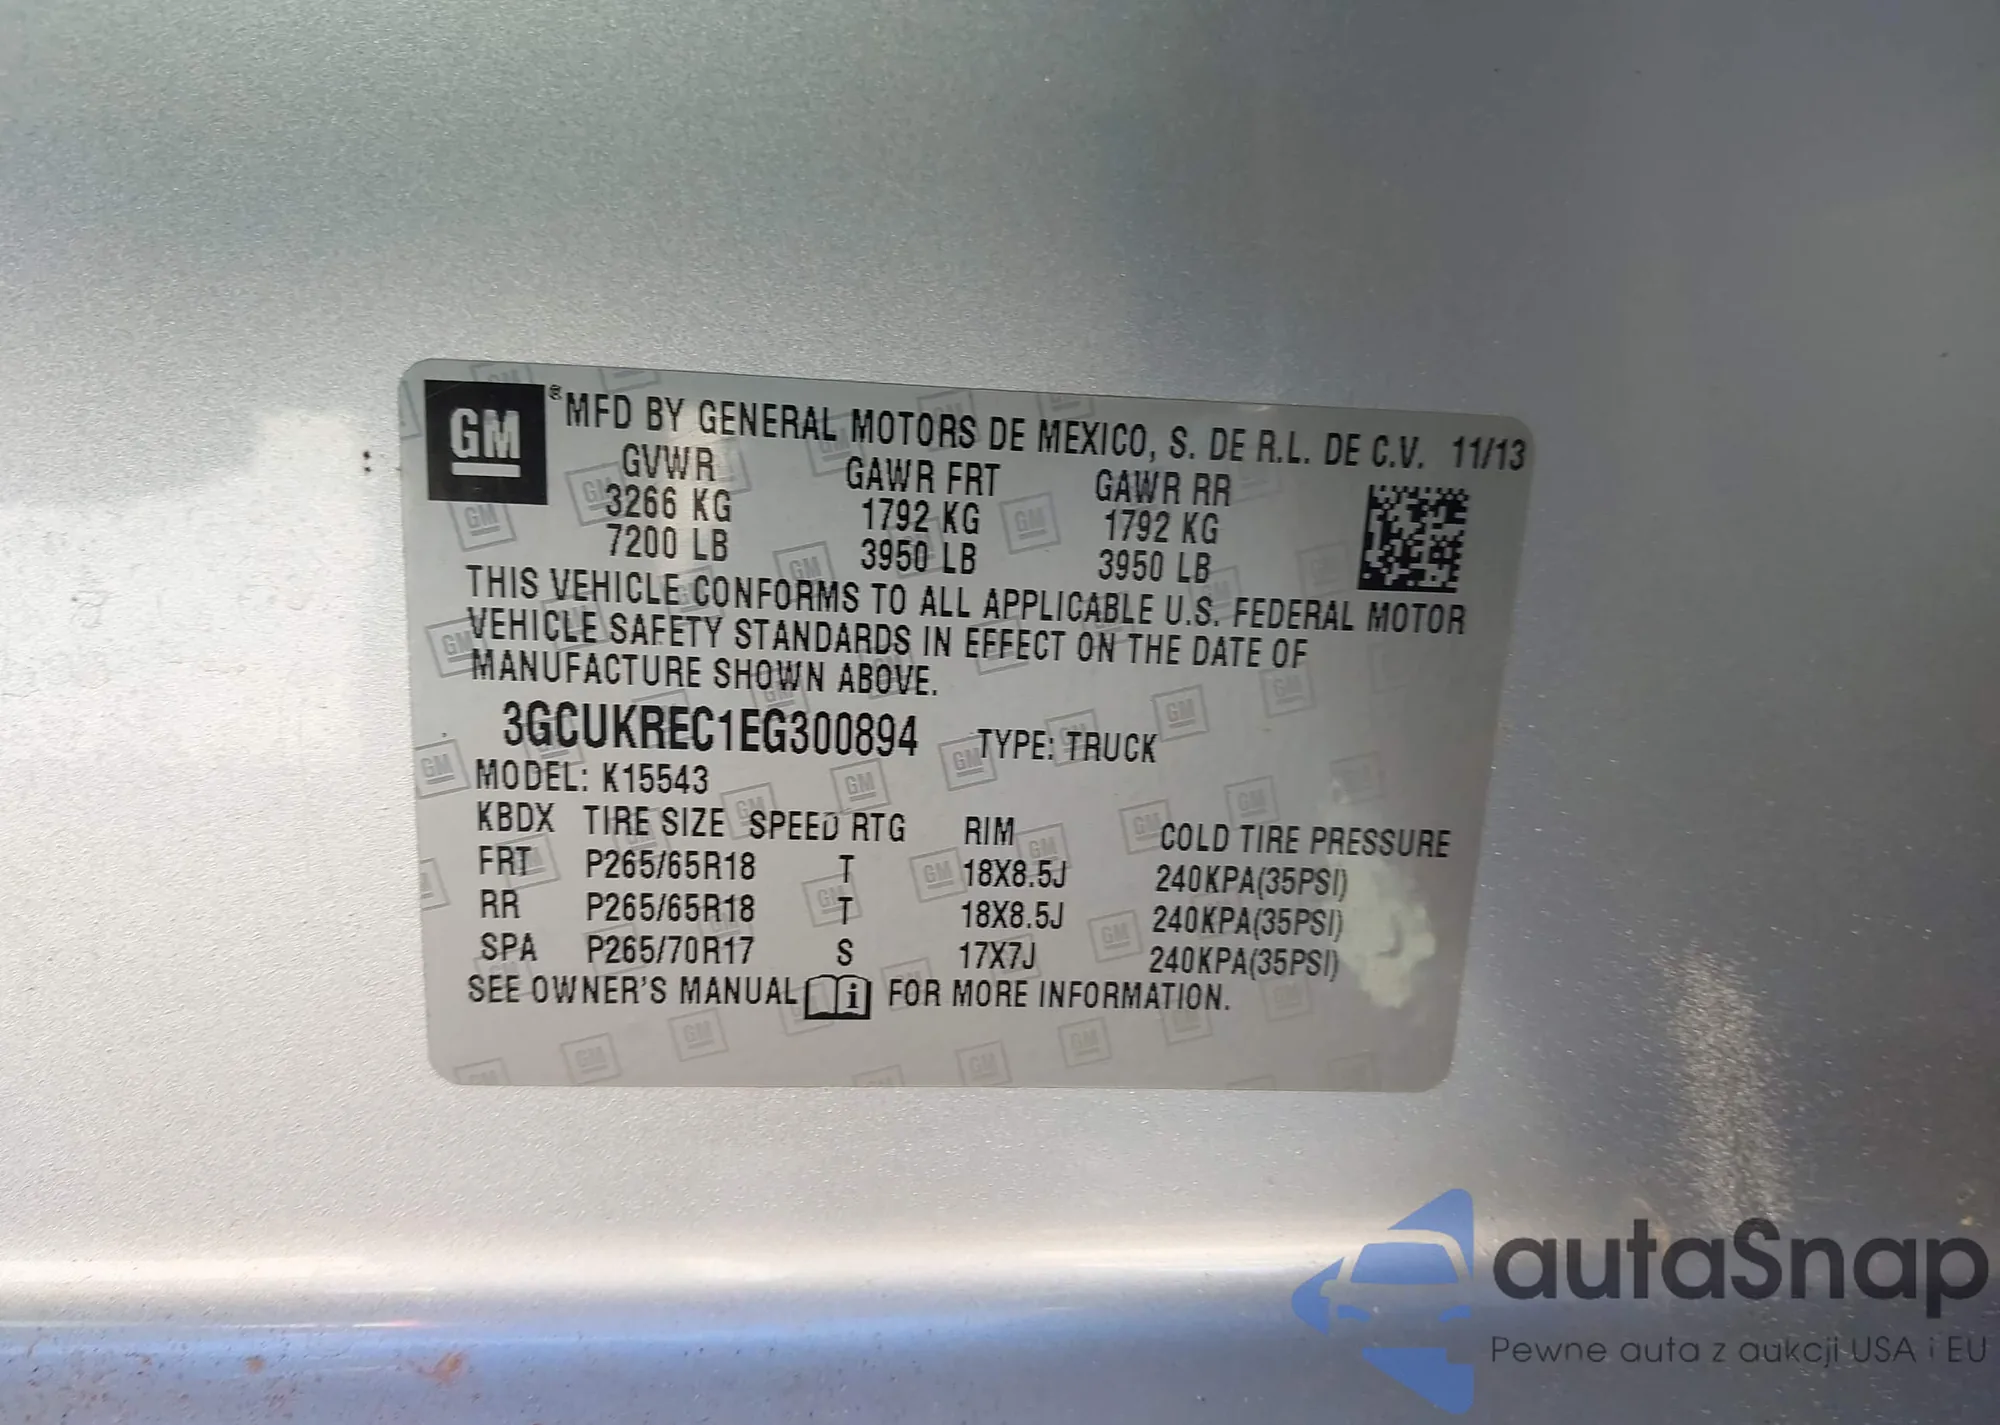 GM ® MFD BY GENERAL MOTORS DE MEXICO, S. DE R.L. DE C.V. 11/13
GVWR GAWR FRT GAWR RR
3266 KG 1792 KG 1792 KG
7200 LB 3950 LB 3950 LB
THIS VEHICLE CONFORMS TO ALL APPLICABLE U.S. FEDERAL MOTOR
VEHICLE SAFETY STANDARDS IN EFFECT ON THE DATE OF
MANUFACTURE SHOWN ABOVE.
3GCUKREC1EG300894 TYPE: TRUCK
MODEL: K15543
KBDX TIRE SIZE SPEED RTG RIM COLD TIRE PRESSURE
FRT P265/65R18 T 18X8.5J 240KPA(35PSI)
RR P265/65R18 T 18X8.5J 240KPA(35PSI)
SPA P265/70R17 S 17X7J 240KPA(35PSI)
SEE OWNER'S MANUAL i FOR MORE INFORMATION.
autaSnap
Pewne auta z aukcji USA i EU